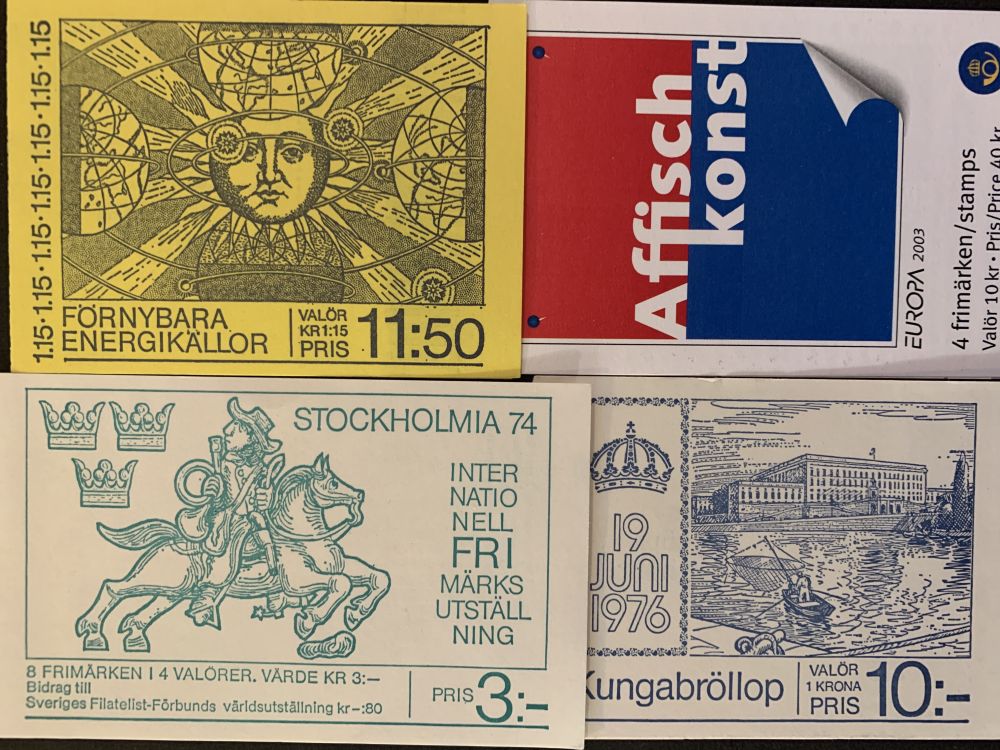 1.15·1.15·1.15·1.15·1.15·1.15
FÖRNYBARA
ENERGIKÄLLOR
VALÖR
KR 1:15
PRIS
11:50
Affisch
konst
EUROPA 2003
4 frimärken/stamps
Valör 10 kr • Pris/Price 40 kr
STOCKHOLMIA 74
INTER
NATIO
NELL
FRI
MÄRKS
UTSTÄLL
NING
8 FRIMÄRKEN I 4 VALÖRER. VÄRDE KR 3:–
Bidrag till
Sveriges Filatelist-Förbunds världsutställning kr –:80
PRIS 3:–
19
JUNI
1976
Kungabröllop
VALÖR
1 KRONA
PRIS
10:–